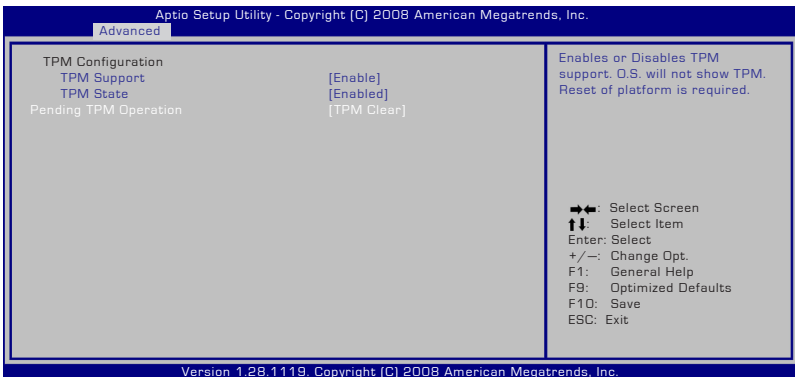 Aptio Setup Utility - Copyright (C) 2008 American Megatrends, Inc.
Advanced
TPM Configuration
TPM Support [Enable]
TPM State [Enabled]
Pending TPM Operation [TPM Clear]
Enables or Disables TPM
support. O.S. will not show TPM.
Reset of platform is required.
➡⬅: Select Screen
⬆⬇: Select Item
Enter: Select
+/—: Change Opt.
F1: General Help
F9: Optimized Defaults
F10: Save
ESC: Exit
Version 1.28.1119. Copyright (C) 2008 American Megatrends, Inc.